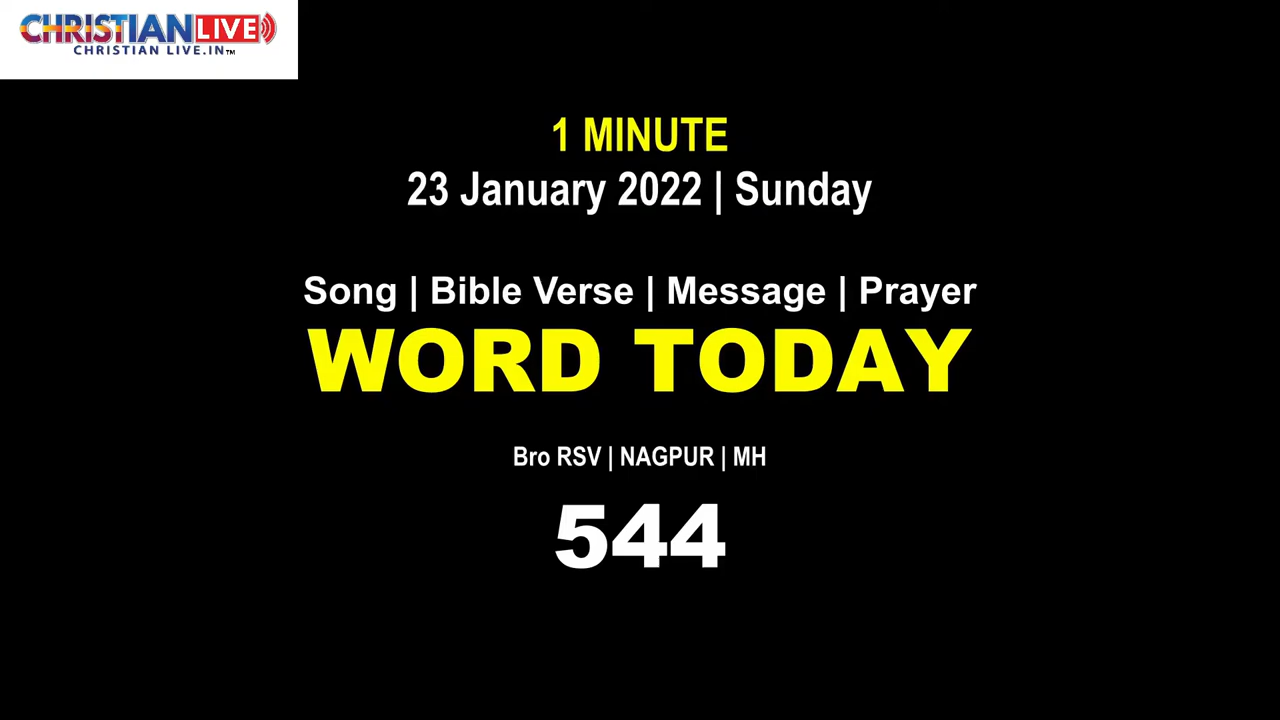 CHRISTIANLIVE
CHRISTIAN LIVE.IN™
1 MINUTE
23 January 2022 | Sunday
Song | Bible Verse | Message | Prayer
WORD TODAY
Bro RSV | NAGPUR | MH
544